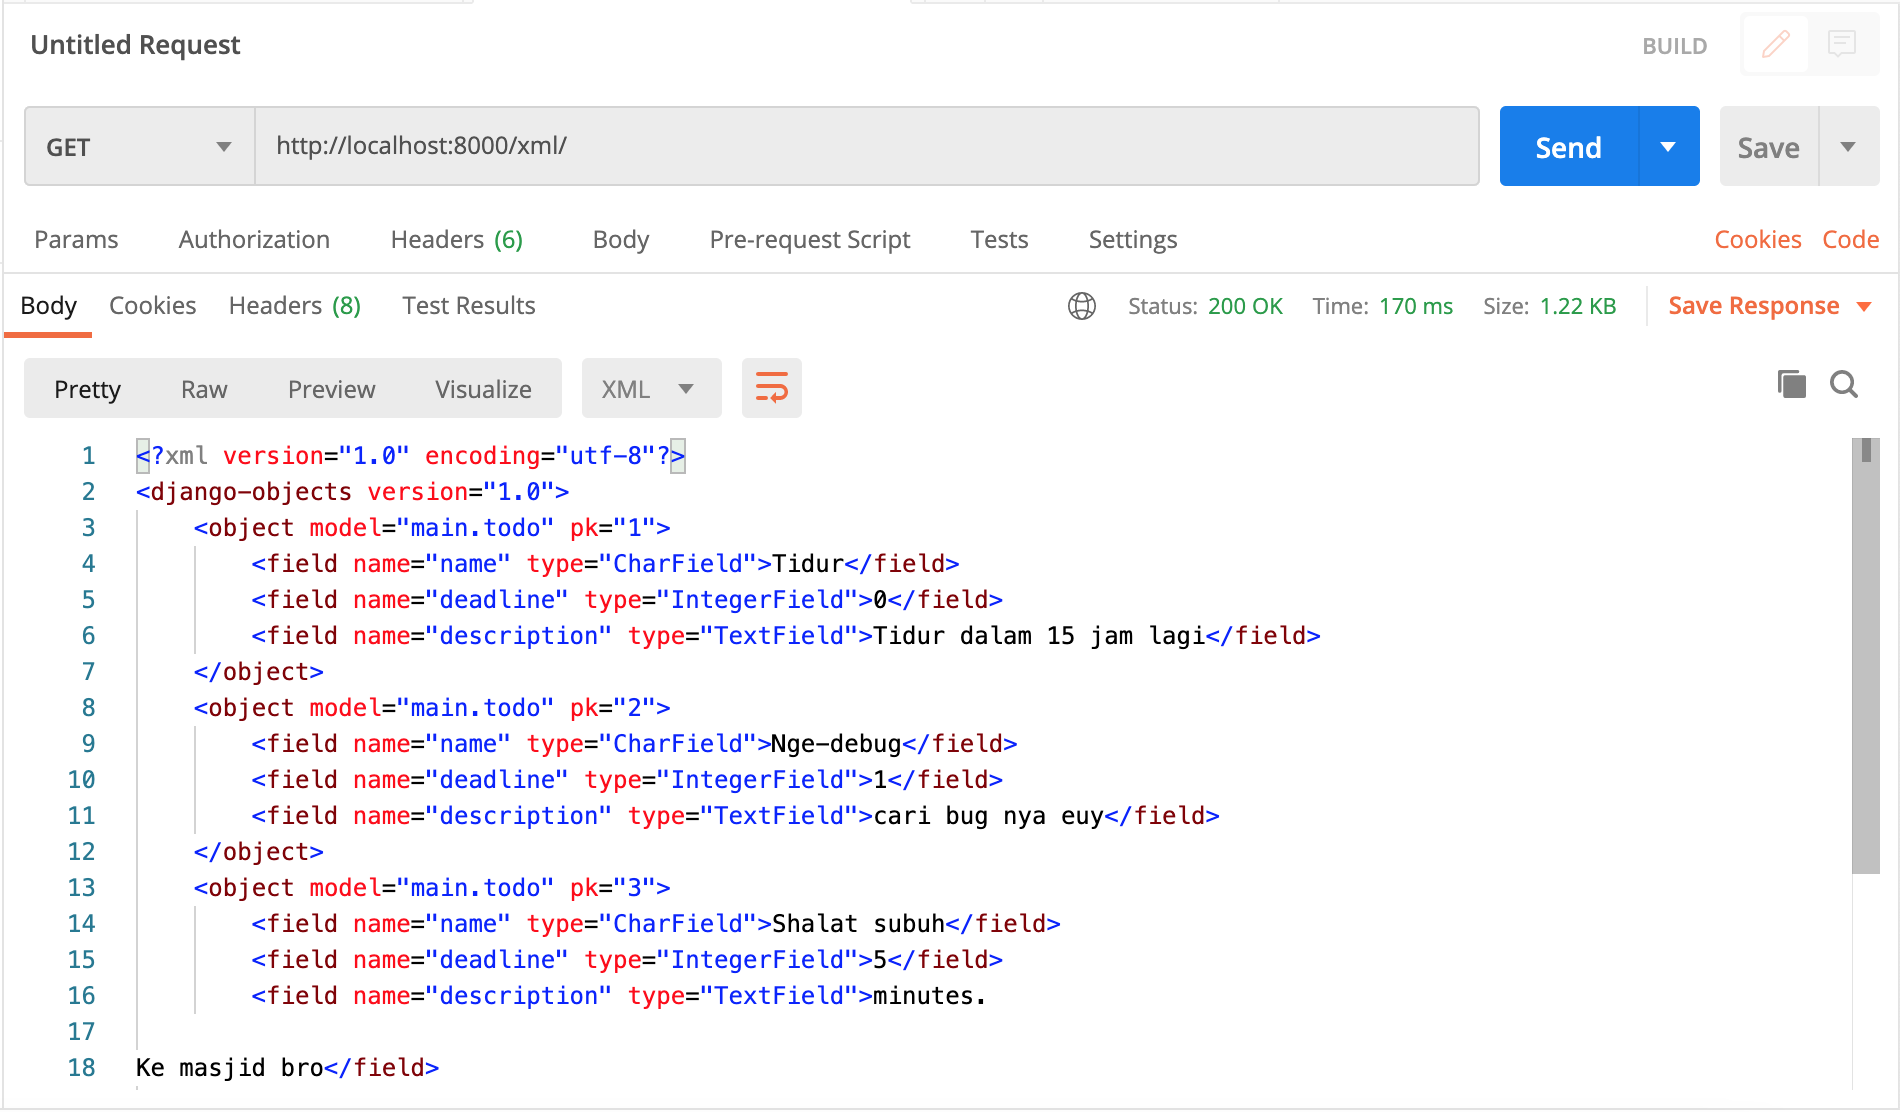 Untitled Request
BUILD
GET
http://localhost:8000/xml/
Send
Save
Params Authorization Headers (6) Body Pre-request Script Tests Settings Cookies Code
Body Cookies Headers (8) Test Results Status: 200 OK Time: 170 ms Size: 1.22 KB Save Response
Pretty Raw Preview Visualize XML
1 <?xml version="1.0" encoding="utf-8"?>
2 <django-objects version="1.0">
3 <object model="main.todo" pk="1">
4 <field name="name" type="CharField">Tidur</field>
5 <field name="deadline" type="IntegerField">0</field>
6 <field name="description" type="TextField">Tidur dalam 15 jam lagi</field>
7 </object>
8 <object model="main.todo" pk="2">
9 <field name="name" type="CharField">Nge-debug</field>
10 <field name="deadline" type="IntegerField">1</field>
11 <field name="description" type="TextField">cari bug nya euy</field>
12 </object>
13 <object model="main.todo" pk="3">
14 <field name="name" type="CharField">Shalat subuh</field>
15 <field name="deadline" type="IntegerField">5</field>
16 <field name="description" type="TextField">minutes.
17
18 Ke masjid bro</field>